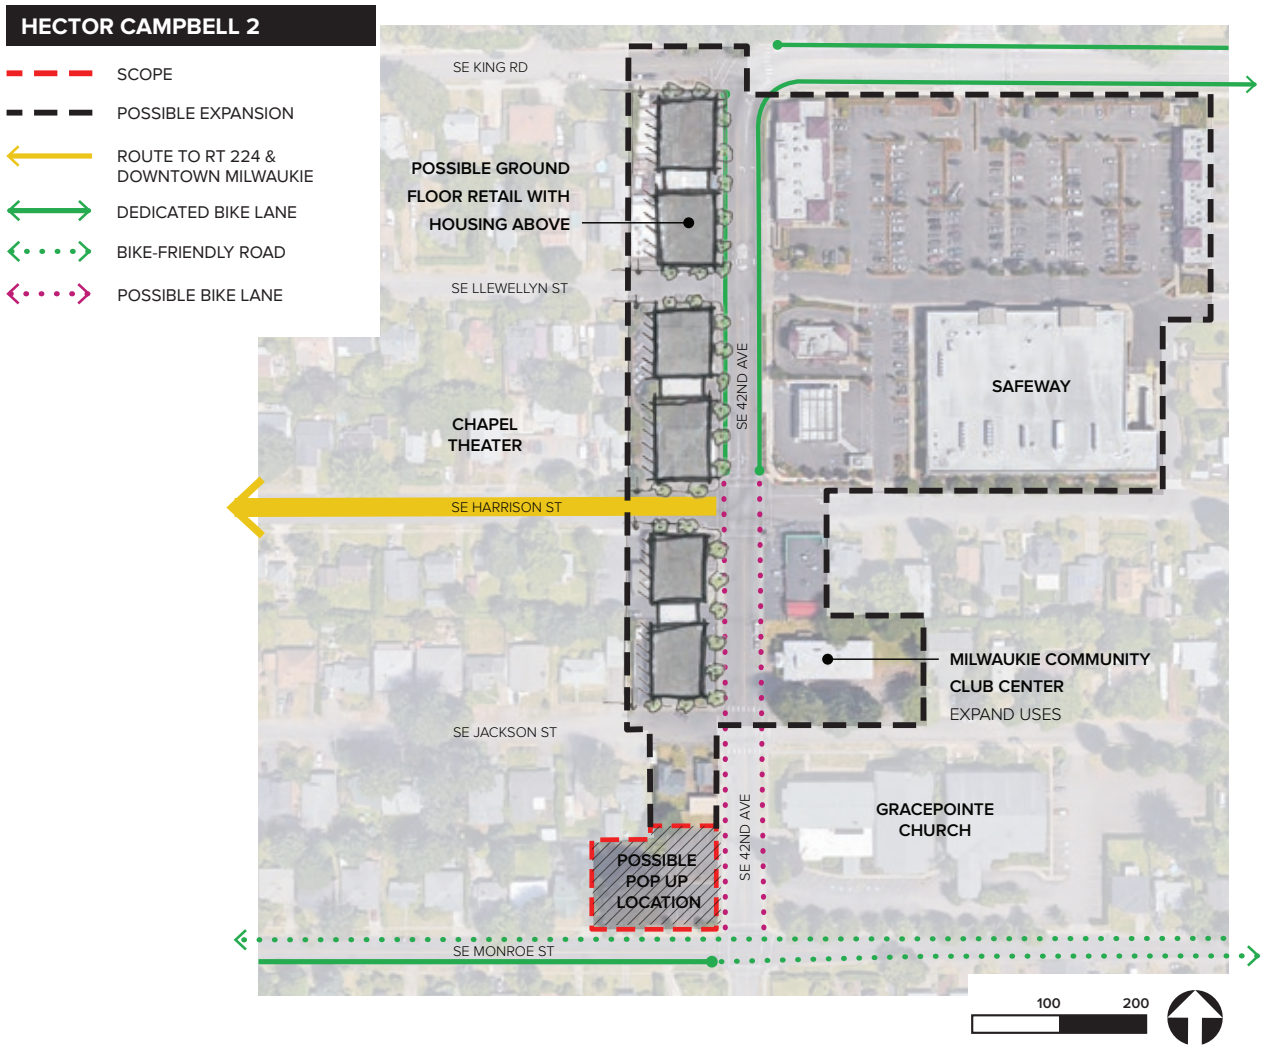 HECTOR CAMPBELL 2
SCOPE
POSSIBLE EXPANSION
ROUTE TO RT 224 &
DOWNTOWN MILWAUKIE
DEDICATED BIKE LANE
BIKE-FRIENDLY ROAD
POSSIBLE BIKE LANE
SE KING RD
POSSIBLE GROUND
FLOOR RETAIL WITH
HOUSING ABOVE
SE LLEWELLYN ST
SE 42ND AVE
SAFEWAY
CHAPEL
THEATER
SE HARRISON ST
MILWAUKIE COMMUNITY
CLUB CENTER
EXPAND USES
SE JACKSON ST
SE 42ND AVE
GRACEPOINTE
CHURCH
POSSIBLE
POP UP
LOCATION
SE MONROE ST
100 200